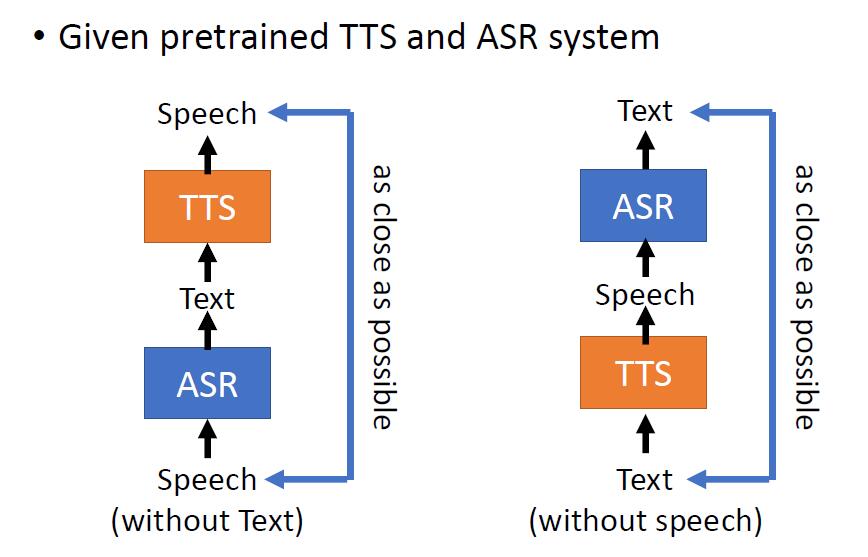 • Given pretrained TTS and ASR system
Speech
TTS
Text
ASR
Speech
(without Text)
as close as possible
Text
ASR
Speech
TTS
Text
(without speech)
as close as possible